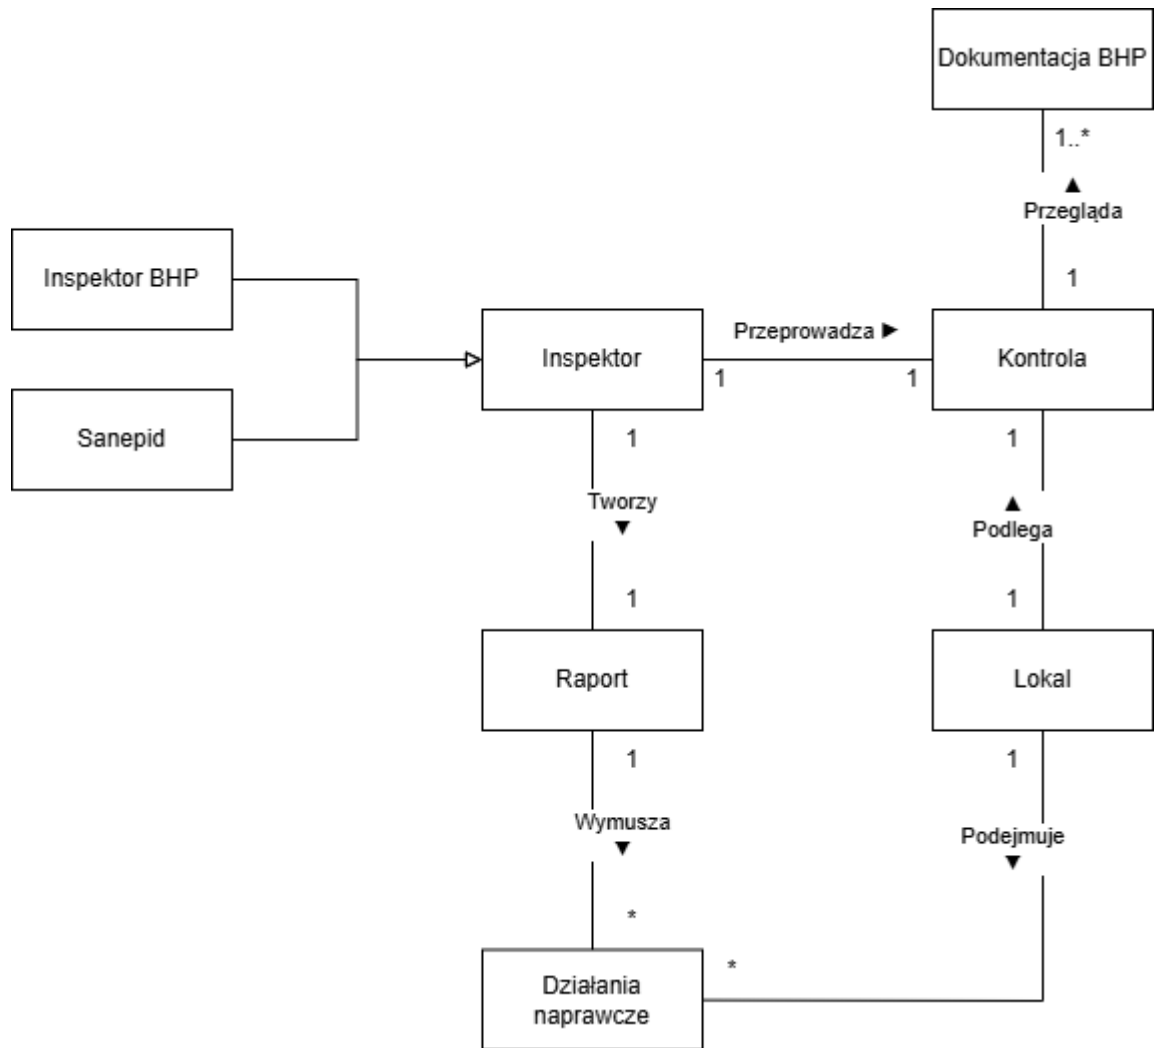 Dokumentacja BHP
1..*
▲
Przegląda
1
Inspektor BHP
Przeprowadza ►
Inspektor
Kontrola
1
1
Sanepid
1
1
Tworzy
▼
▲
Podlega
1
1
Raport
Lokal
1
1
Wymusza
▼
Podejmuje
▼
*
*
Działania
naprawcze